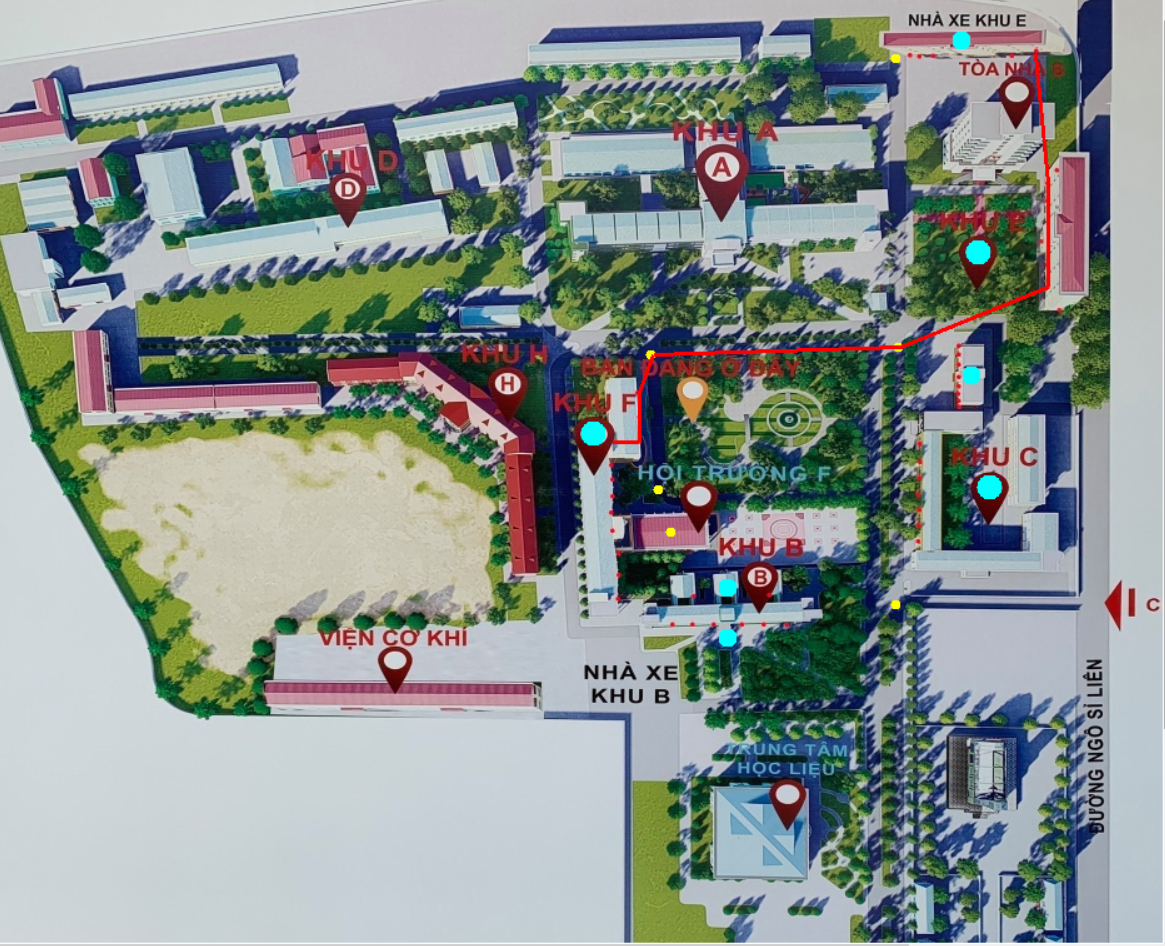 NHÀ XE KHU E
TÒA NHÀ S
KHU A
A
KHU D
D
KHU E
KHU H
H
BẠN ĐANG Ở ĐÂY
KHU F
HỘI TRƯỜNG F
KHU C
KHU B
B
C
VIỆN CƠ KHÍ
NHÀ XE
KHU B
ĐƯỜNG NGÔ SĨ LIÊN
TRUNG TÂM
HỌC LIỆU